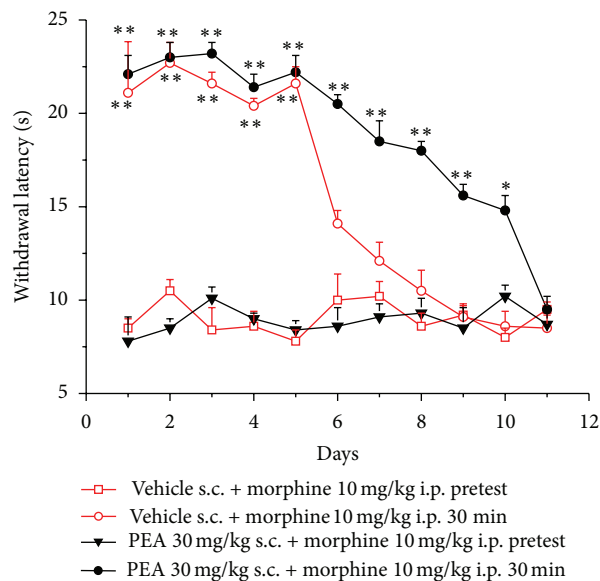 ∗∗ ∗∗ ∗∗ ∗∗ ∗∗
∗∗ ∗∗ ∗∗ ∗∗ ∗∗
∗∗ ∗∗ ∗∗ ∗∗ ∗
25
20
15
10
5
Withdrawal latency (s)
0 2 4 6 8 10 12
Days
Vehicle s.c. + morphine 10 mg/kg i.p. pretest
Vehicle s.c. + morphine 10 mg/kg i.p. 30 min
PEA 30 mg/kg s.c. + morphine 10 mg/kg i.p. pretest
PEA 30 mg/kg s.c. + morphine 10 mg/kg i.p. 30 min